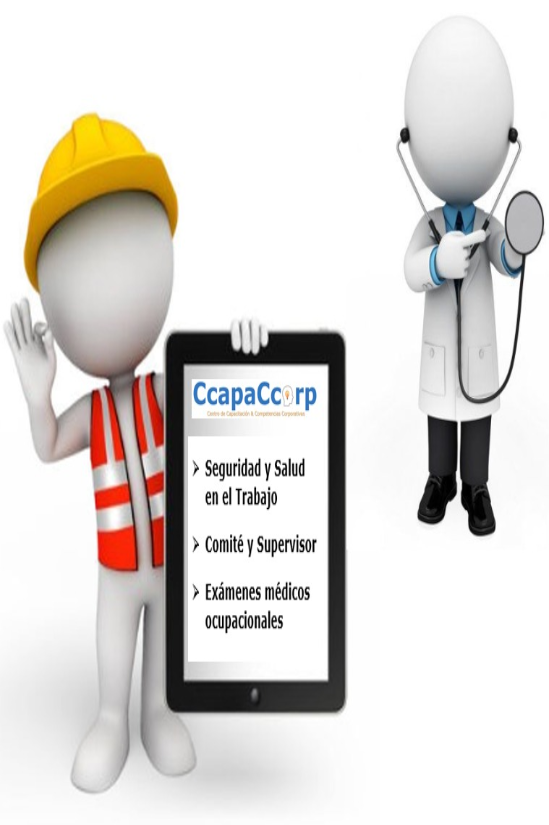 CcapaCcorp
Centro de Capacitación & Competencias Corporativas
➢ Seguridad y Salud
en el Trabajo
➢ Comité y Supervisor
➢ Exámenes médicos
ocupacionales